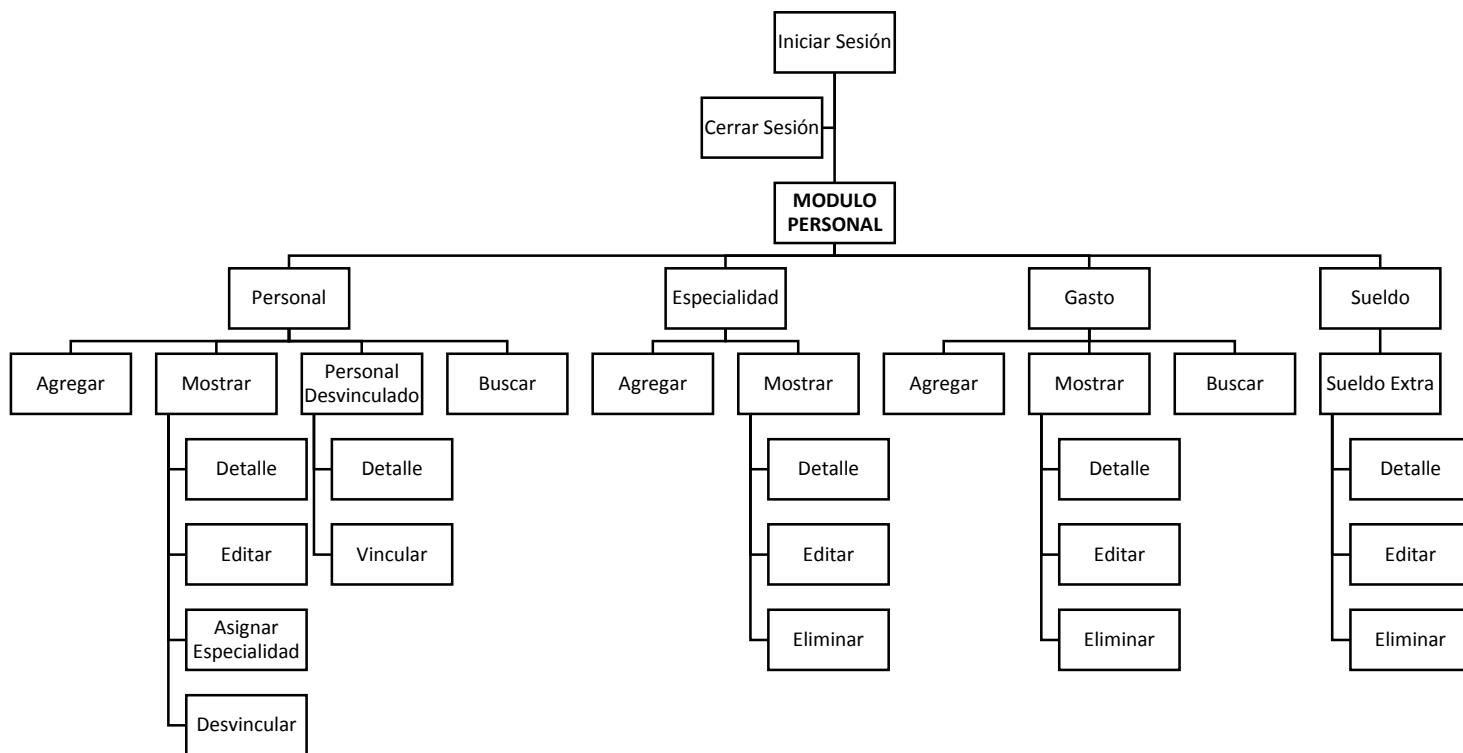 Iniciar Sesión
Cerrar Sesión
MODULO
PERSONAL
Personal
Especialidad
Gasto
Sueldo
Agregar
Mostrar
Personal
Desvinculado
Buscar
Agregar
Mostrar
Agregar
Mostrar
Buscar
Sueldo Extra
Detalle
Detalle
Detalle
Detalle
Detalle
Editar
Vincular
Editar
Editar
Editar
Asignar
Especialidad
Eliminar
Eliminar
Eliminar
Desvincular